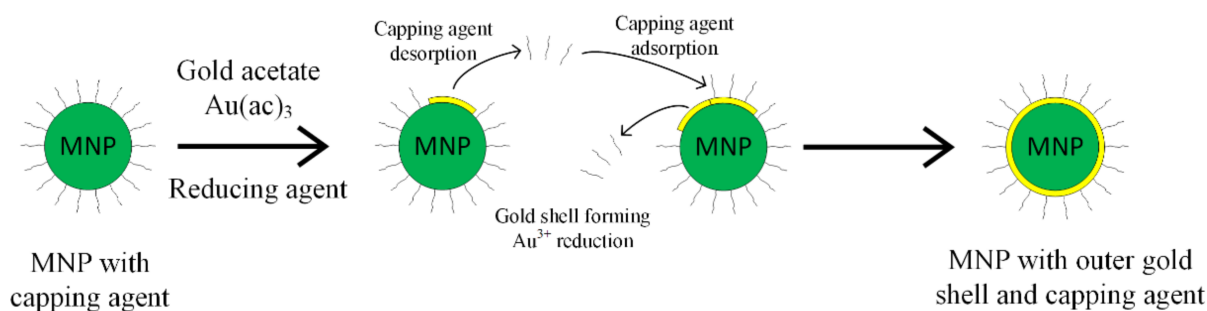 MNP
MNP with
capping agent
Gold acetate
Au(ac)₃
Reducing agent
Capping agent
desorption
MNP
Capping agent
adsorption
MNP
Gold shell forming
Au³⁺ reduction
MNP
MNP with outer gold
shell and capping agent